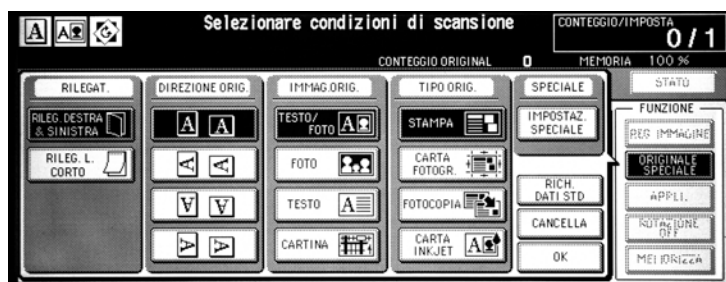 Selezionare condizioni di scansione
CONTEGGIO/IMPOSTA
0/1
CONTEGGIO ORIGINAL 0 MEMORIA 100 %
RILEGAT.
DIREZIONE ORIG.
IMMAG.ORIG.
TIPO ORIG.
SPECIALE
STATO
RILEG. DESTRA
& SINISTRA
RILEG. L.
CORTO
A A
A A
A A
A A
TESTO/
FOTO
FOTO
TESTO
CARTINA
STAMPA
CARTA
FOTOGR.
FOTOCOPIA
CARTA
INKJET
IMPOSTAZ.
SPECIALE
RICH.
DATI STD
CANCELLA
OK
FUNZIONE
REG IMMAGINE
ORIGINALE
SPECIALE
APPLI.
ROTAZIONE
OFF
MEMORIZZA